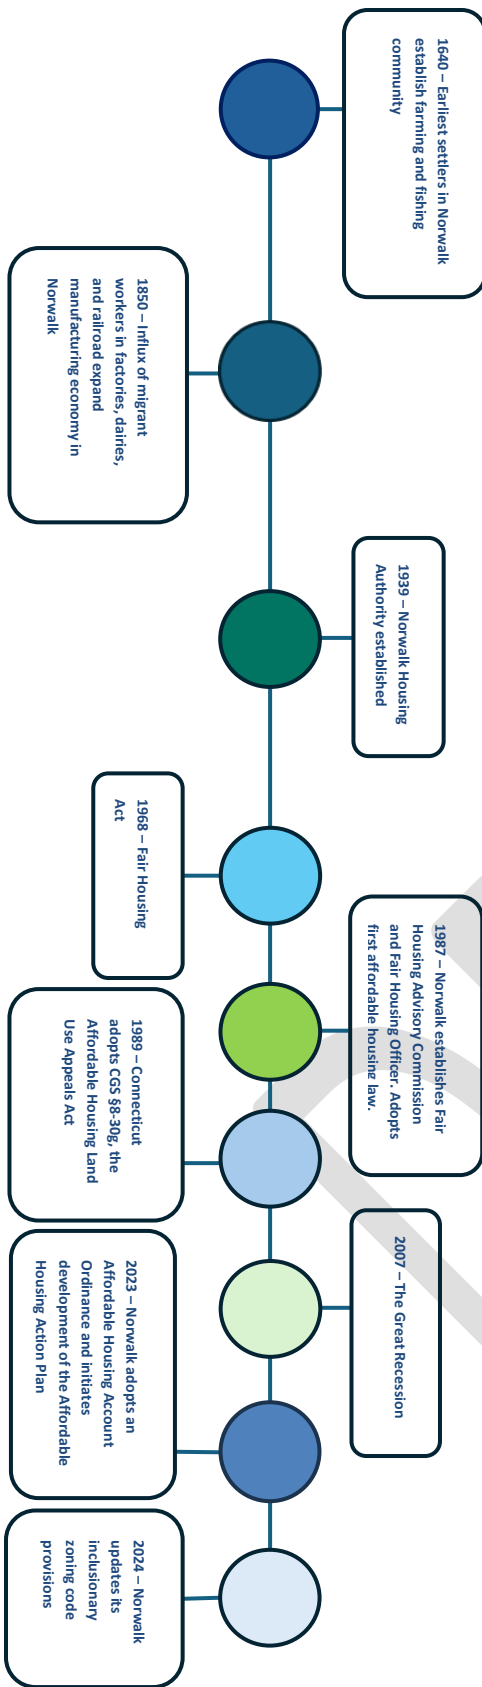 1640 – Earliest settlers in Norwalk
establish farming and fishing
community
1850 – Influx of migrant
workers in factories, dairies,
and railroad expand
manufacturing economy in
Norwalk
1939 – Norwalk Housing
Authority established
1968 – Fair Housing
Act
1987 – Norwalk establishes Fair
Housing Advisory Commission
and Fair Housing Officer. Adopts
first affordable housing law.
1989 – Connecticut
adopts CGS §8-30g, the
Affordable Housing Land
Use Appeals Act
2007 – The Great Recession
2023 – Norwalk adopts an
Affordable Housing Account
Ordinance and initiates
development of the Affordable
Housing Action Plan
2024 – Norwalk
updates its
inclusionary
zoning code
provisions